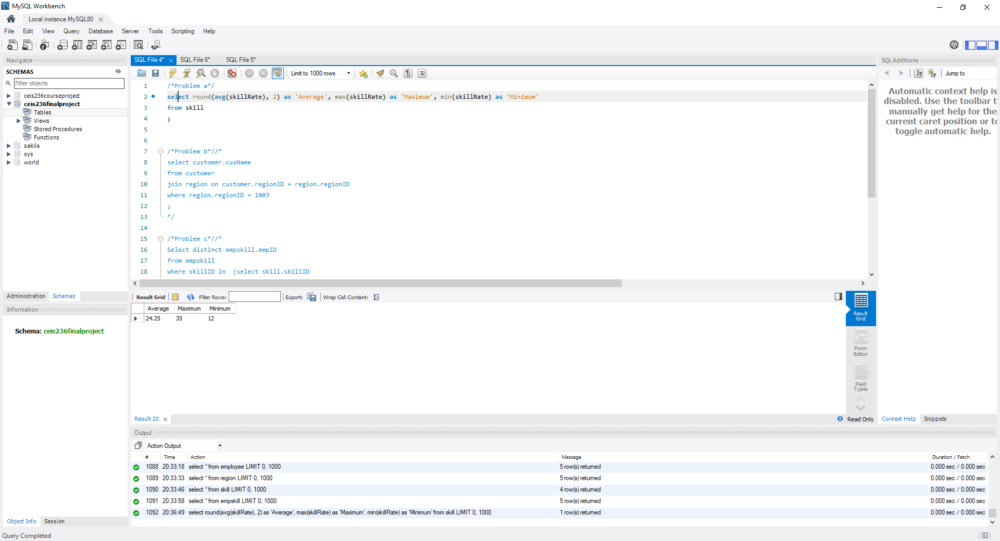 MySQL Workbench
Local instance MySQL80
File Edit View Query Database Server Tools Scripting Help
Navigator
SCHEMAS
Filter objects
ceis236courseproject
ceis236finalproject
Tables
Views
Stored Procedures
Functions
sakila
sys
world
Administration Schemas
Information
Schema: ceis236finalproject
Object Info Session
SQL File 4* SQL File 6* SQL File 5*
Limit to 1000 rows
1 /*Problem a*/
2 select round(avg(skillRate), 2) as 'Average', max(skillRate) as 'Maximum', min(skillRate) as 'Minimum'
3 from skill
4 ;
5
6
7 /*Problem b*//*
8 select customer.cusName
9 from customer
10 join region on customer.regionID = region.regionID
11 where region.regionID = 1003
12 ;
13 */
14
15 /*Problem c*//*
16 Select distinct empskill.empID
17 from empskill
18 where skillID in  (select skill.skillID
Result Grid Filter Rows: Export: Wrap Cell Content:
Average Maximum Minimum
24.25 35 12
Result Grid
Form Editor
Field Types
Result 20 Read Only
SQLAdditions
Jump to
Automatic context help is
disabled. Use the toolbar t
manually get help for the
current caret position or to
toggle automatic help.
Context Help Snippets
Output
Action Output
# Time Action Message Duration / Fetch
1088 20:33:18 select * from employee LIMIT 0, 1000 5 row(s) returned 0.000 sec / 0.000 sec
1089 20:33:33 select * from region LIMIT 0, 1000 5 row(s) returned 0.000 sec / 0.000 sec
1090 20:33:46 select * from skill LIMIT 0, 1000 4 row(s) returned 0.000 sec / 0.000 sec
1091 20:33:58 select * from empskill LIMIT 0, 1000 5 row(s) returned 0.000 sec / 0.000 sec
1092 20:36:49 select round(avg(skillRate), 2) as 'Average', max(skillRate) as 'Maximum', min(skillRate) as 'Minimum' from skill LIMIT 0, 1000 1 row(s) returned 0.000 sec / 0.000 sec
Query Completed